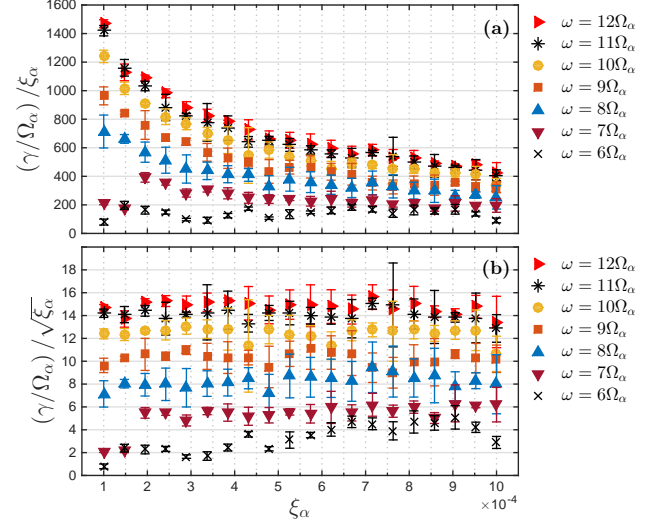 1600
1400
1200
1000
800
600
400
200
0
(γ/Ω_α)/ξ_α
(a)
ω = 12Ω_α
ω = 11Ω_α
ω = 10Ω_α
ω = 9Ω_α
ω = 8Ω_α
ω = 7Ω_α
ω = 6Ω_α
18
16
14
12
10
8
6
4
2
0
(γ/Ω_α)/√ξ_α
(b)
ω = 12Ω_α
ω = 11Ω_α
ω = 10Ω_α
ω = 9Ω_α
ω = 8Ω_α
ω = 7Ω_α
ω = 6Ω_α
1 2 3 4 5 6 7 8 9 10
ξ_α
×10⁻⁴